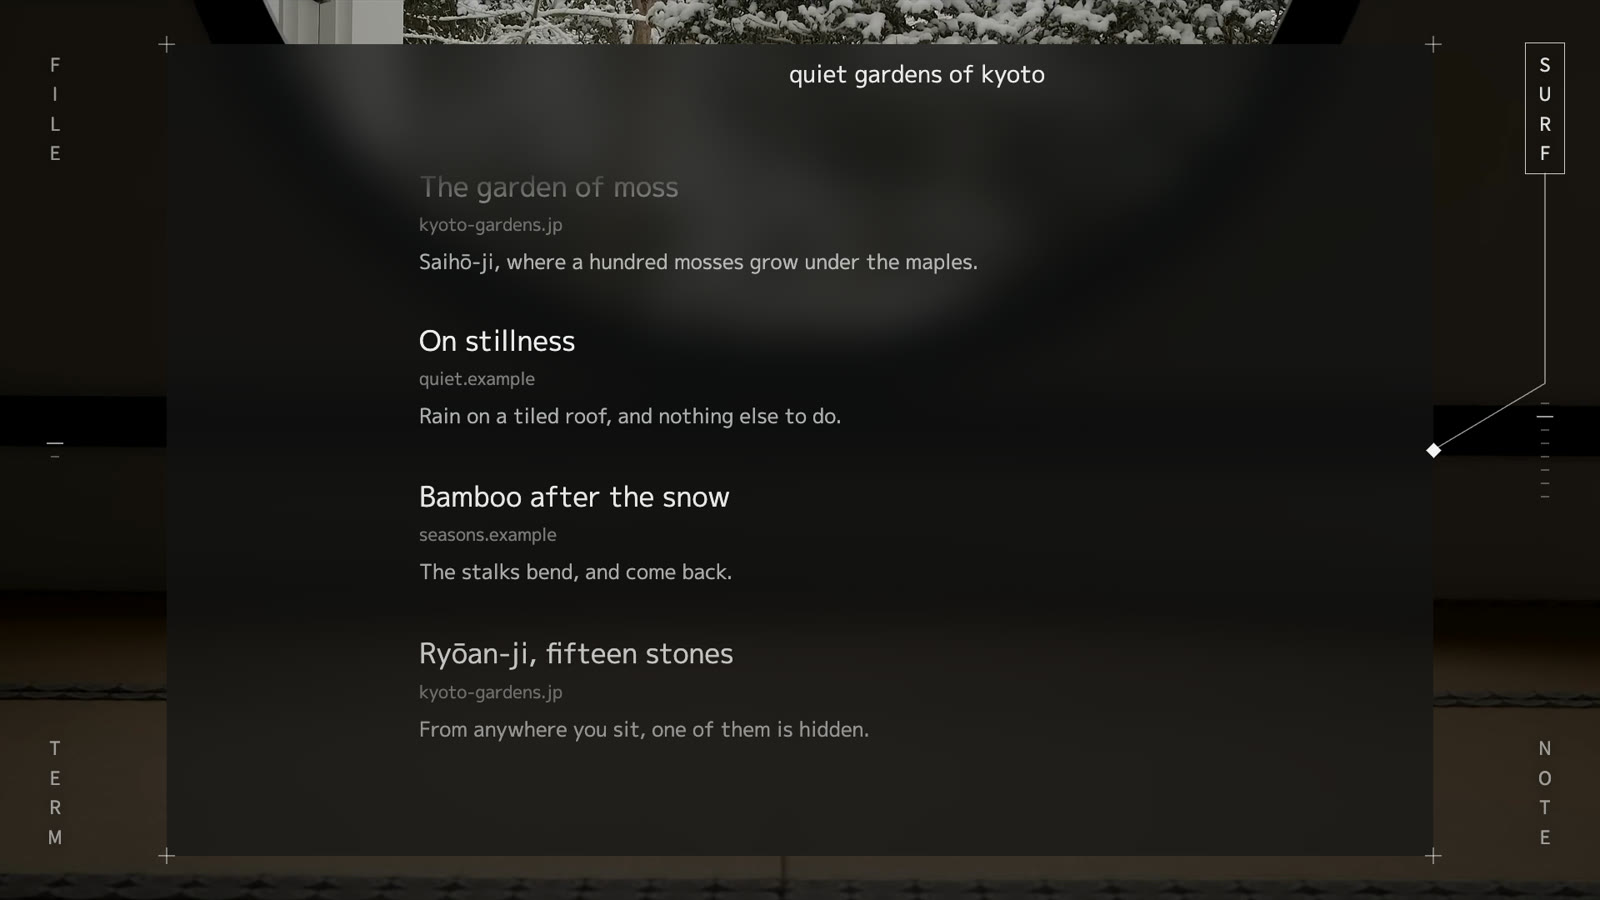 FILE
SURF
quiet gardens of kyoto
The garden of moss
kyoto-gardens.jp
Saihō-ji, where a hundred mosses grow under the maples.
On stillness
quiet.example
Rain on a tiled roof, and nothing else to do.
Bamboo after the snow
seasons.example
The stalks bend, and come back.
Ryōan-ji, fifteen stones
kyoto-gardens.jp
From anywhere you sit, one of them is hidden.
TERM
NOTE